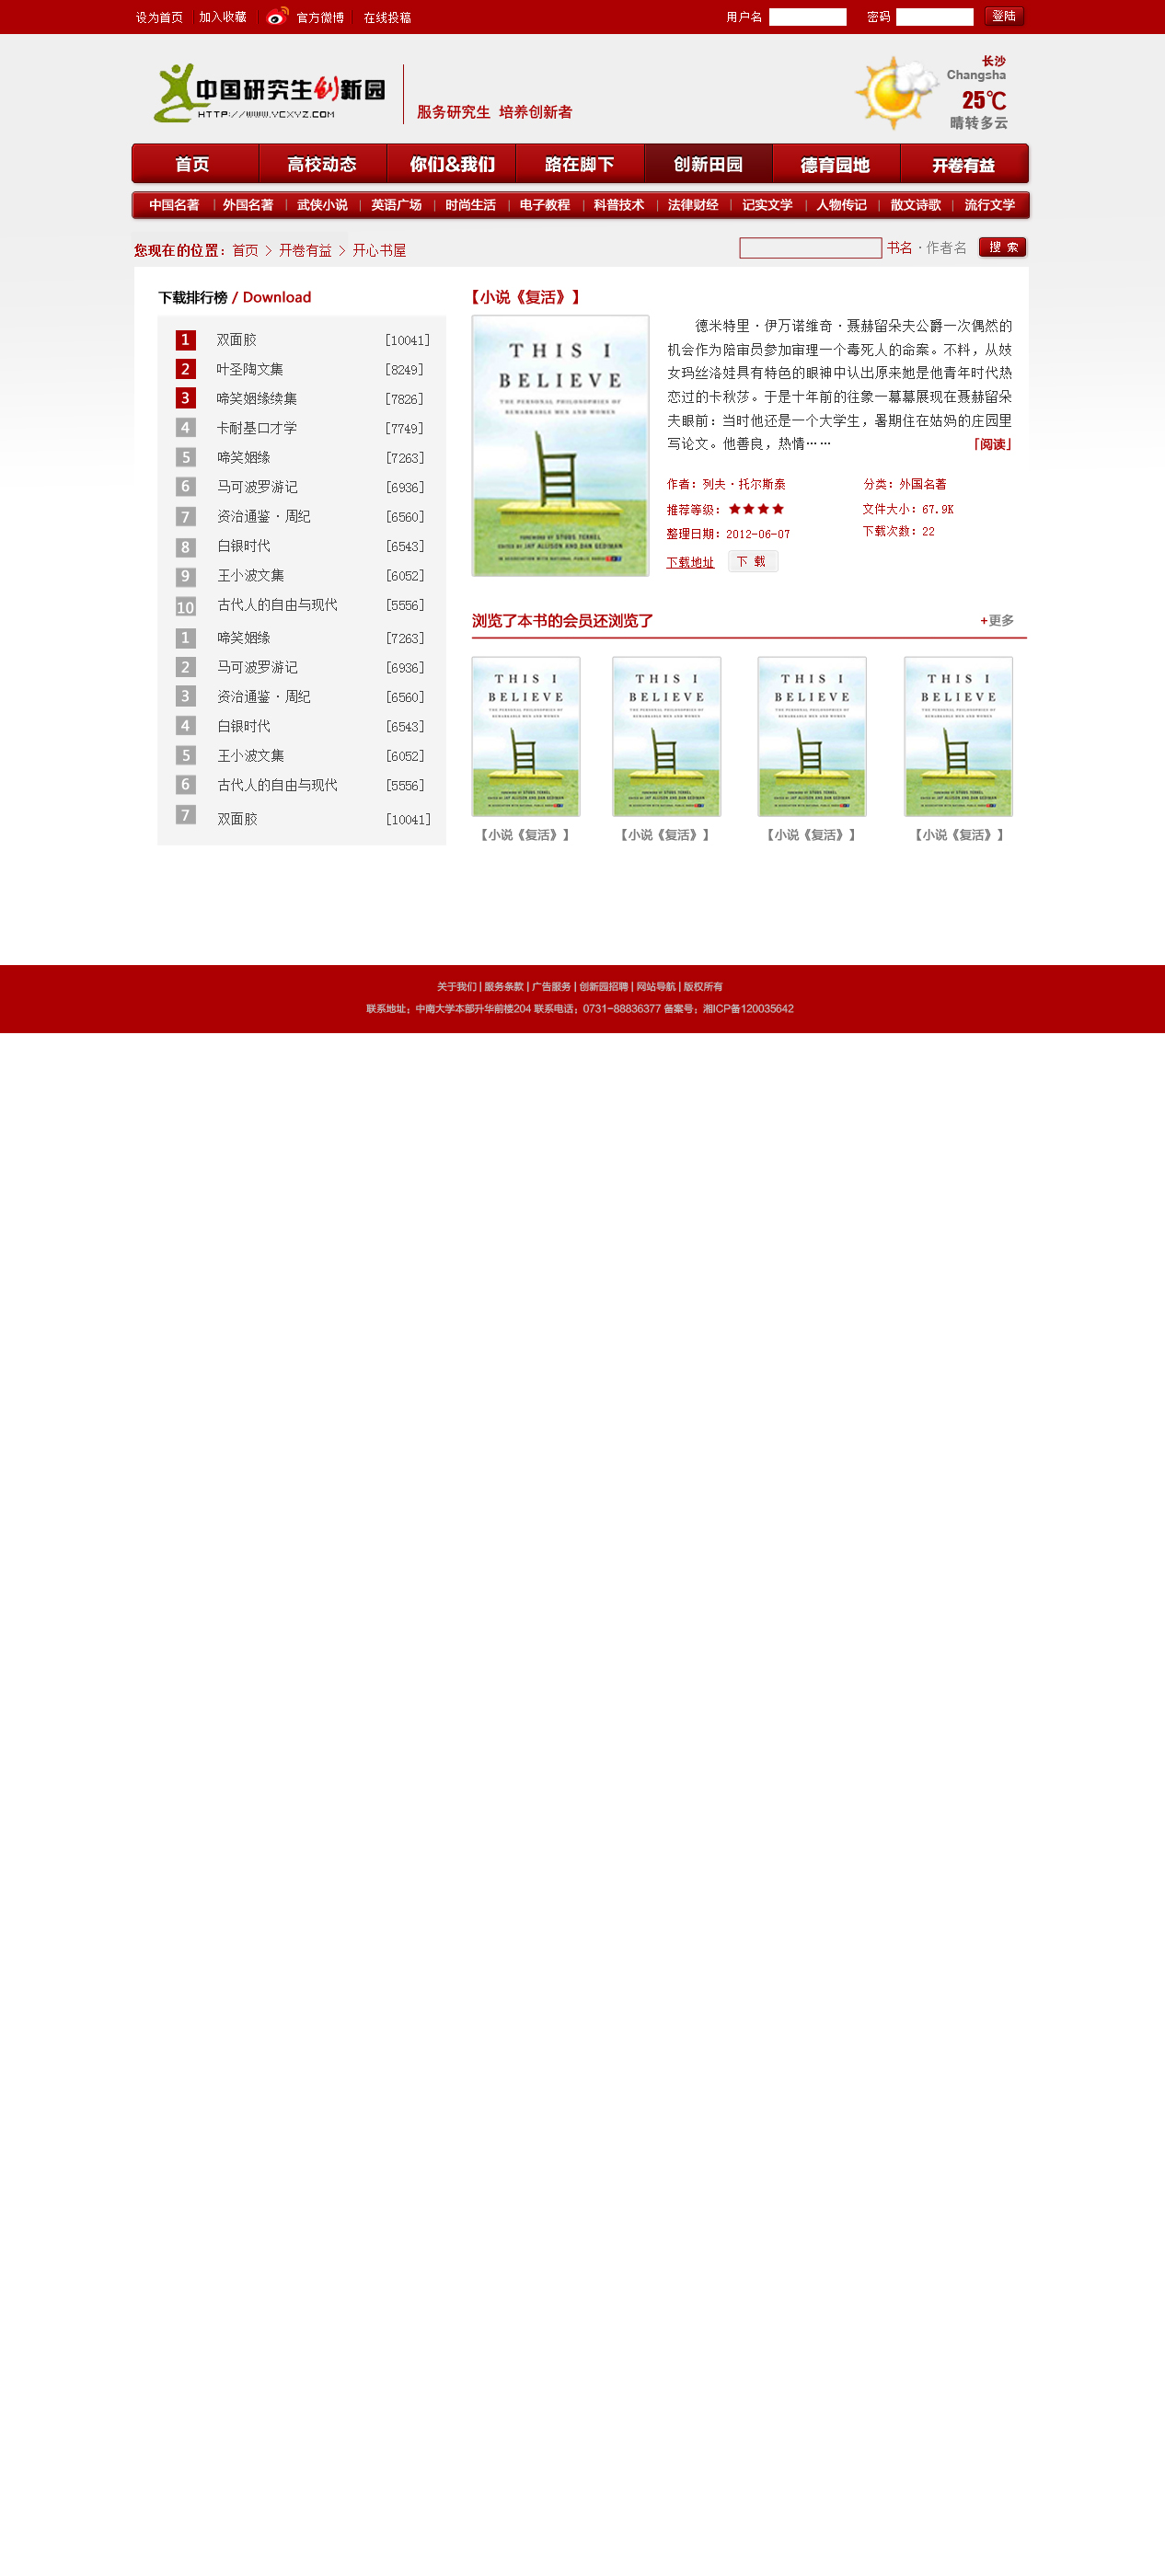 设为首页 加入收藏 官方微博 在线投稿 用户名 密码 登陆
中国研究生创新园
HTTP://WWW.YCXYZ.COM
服务研究生 培养创新者
长沙
Changsha
25℃
晴转多云
首页 高校动态 你们&我们 路在脚下 创新田园 德育园地 开卷有益
中国名著 | 外国名著 | 武侠小说 | 英语广场 | 时尚生活 | 电子教程 | 科普技术 | 法律财经 | 记实文学 | 人物传记 | 散文诗歌 | 流行文学
您现在的位置：首页 > 开卷有益 > 开心书屋
书名·作者名 搜 索
下载排行榜 / Download
1 双面胶 [10041]
2 叶圣陶文集 [8249]
3 啼笑姻缘续集 [7826]
4 卡耐基口才学 [7749]
5 啼笑姻缘 [7263]
6 马可波罗游记 [6936]
7 资治通鉴·周纪 [6560]
8 白银时代 [6543]
9 王小波文集 [6052]
10 古代人的自由与现代 [5556]
1 啼笑姻缘 [7263]
2 马可波罗游记 [6936]
3 资治通鉴·周纪 [6560]
4 白银时代 [6543]
5 王小波文集 [6052]
6 古代人的自由与现代 [5556]
7 双面胶 [10041]
【小说《复活》】
THIS I
BELIEVE
THE PERSONAL PHILOSOPHIES OF
REMARKABLE MEN AND WOMEN
FOREWORD BY STUDS TERKEL
EDITED BY JAY ALLISON AND DAN GEDIMAN
IN ASSOCIATION WITH NATIONAL PUBLIC RADIO
德米特里·伊万诺维奇·聂赫留朵夫公爵一次偶然的
机会作为陪审员参加审理一个毒死人的命案。不料，从妓
女玛丝洛娃具有特色的眼神中认出原来她是他青年时代热
恋过的卡秋莎。于是十年前的往象一幕幕展现在聂赫留朵
夫眼前：当时他还是一个大学生，暑期住在姑妈的庄园里
写论文。他善良，热情……
「阅读」
作者：列夫·托尔斯泰 分类：外国名著
推荐等级：★★★★ 文件大小：67.9K
整理日期：2012-06-07 下载次数：22
下载地址 下 载
浏览了本书的会员还浏览了 +更多
THIS I
BELIEVE
THIS I
BELIEVE
THIS I
BELIEVE
THIS I
BELIEVE
【小说《复活》】 【小说《复活》】 【小说《复活》】 【小说《复活》】
关于我们 | 服务条款 | 广告服务 | 创新园招聘 | 网站导航 | 版权所有
联系地址：中南大学本部升华前楼204 联系电话：0731-88836377 备案号：湘ICP备120035642